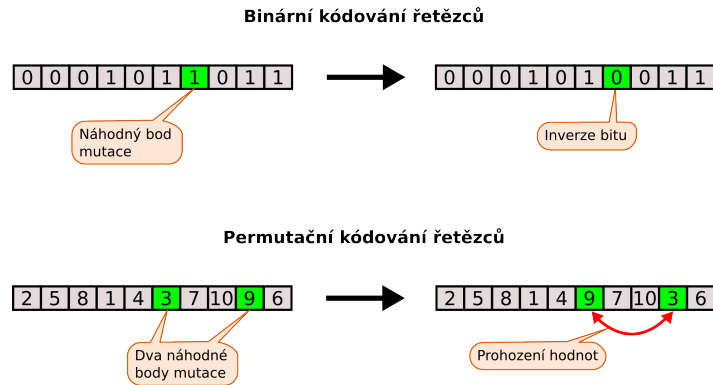 Binární kódování řetězců
0 0 0 1 0 1 1 0 1 1
0 0 0 1 0 1 0 0 1 1
Náhodný bod
mutace
Inverze bitu
Permutační kódování řetězců
2 5 8 1 4 3 7 10 9 6
2 5 8 1 4 9 7 10 3 6
Dva náhodné
body mutace
Prohození hodnot